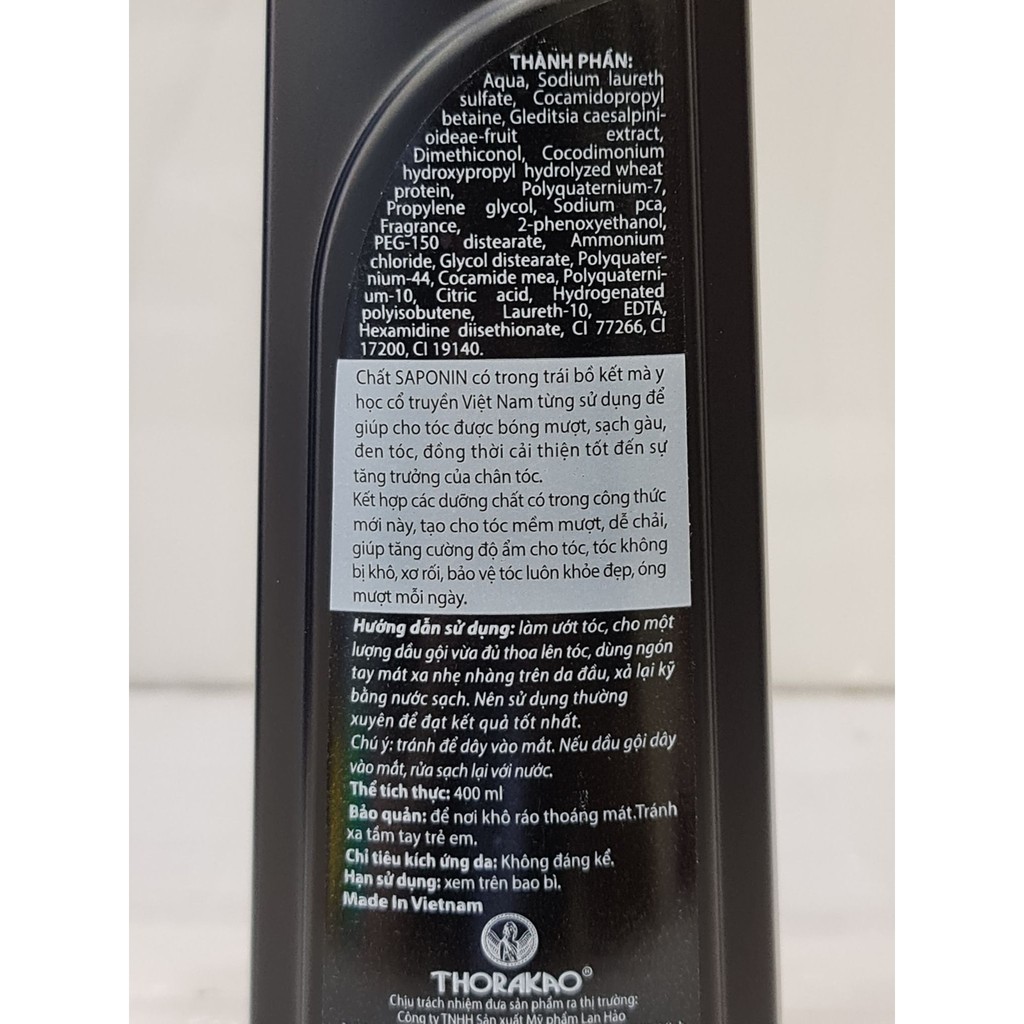 THÀNH PHẦN:
Aqua, Sodium laureth
sulfate, Cocamidopropyl
betaine, Gleditsia caesalpini-
oideae-fruit extract,
Dimethiconol, Cocodimonium
hydroxypropyl hydrolyzed wheat
protein, Polyquaternium-7,
Propylene glycol, Sodium pca,
Fragrance, 2-phenoxyethanol,
PEG-150 distearate, Ammonium
chloride, Glycol distearate, Polyquater-
nium-44, Cocamide mea, Polyquaterni-
um-10, Citric acid, Hydrogenated
polyisobutene, Laureth-10, EDTA,
Hexamidine diisethionate, CI 77266, CI
17200, CI 19140.
Chất SAPONIN có trong trái bồ kết mà y
học cổ truyền Việt Nam từng sử dụng để
giúp cho tóc được bóng mượt, sạch gàu,
đen tóc, đồng thời cải thiện tốt đến sự
tăng trưởng của chân tóc.
Kết hợp các dưỡng chất có trong công thức
mới này, tạo cho tóc mềm mượt, dễ chải,
giúp tăng cường độ ẩm cho tóc, tóc không
bị khô, xơ rối, bảo vệ tóc luôn khỏe đẹp, óng
mượt mỗi ngày.
Hướng dẫn sử dụng: làm ướt tóc, cho một
lượng dầu gội vừa đủ thoa lên tóc, dùng ngón
tay mát xa nhẹ nhàng trên da đầu, xả lại kỹ
bằng nước sạch. Nên sử dụng thường
xuyên để đạt kết quả tốt nhất.
Chú ý: tránh để dây vào mắt. Nếu dầu gội dây
vào mắt, rửa sạch lại với nước.
Thể tích thực: 400 ml
Bảo quản: để nơi khô ráo thoáng mát.Tránh
xa tầm tay trẻ em.
Chỉ tiêu kích ứng da: Không đáng kể.
Hạn sử dụng: xem trên bao bì.
Made In Vietnam
THORAKAO®
Chịu trách nhiệm đưa sản phẩm ra thị trường:
Công ty TNHH Sản xuất Mỹ phẩm Lan Hảo